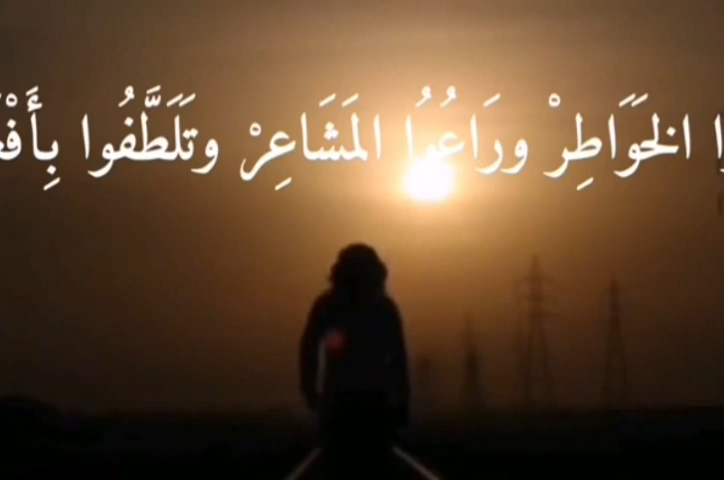 الخَوَاطِرْ ورَاعُوا المَشَاعِرْ وتَلَطَّفُوا